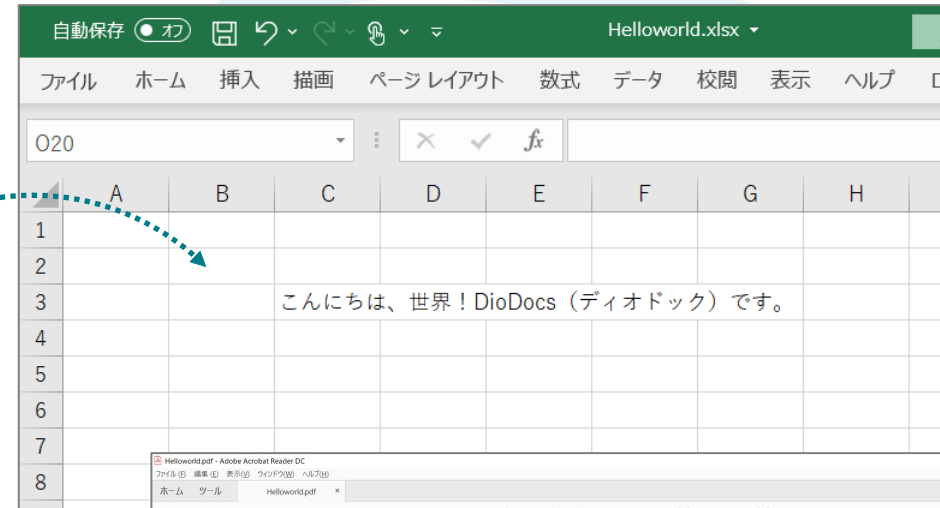 自動保存 オフ Helloworld.xlsx
ファイル ホーム 挿入 描画 ページ レイアウト 数式 データ 校閲 表示 ヘルプ
O20 fx
A B C D E F G H
1
2
3 こんにちは、世界！DioDocs（ディオドック）です。
4
5
6
7
8
Helloworld.pdf - Adobe Acrobat Reader DC
ファイル(F) 編集(E) 表示(V) ウィンドウ(W) ヘルプ(H)
ホーム ツール Helloworld.pdf ×